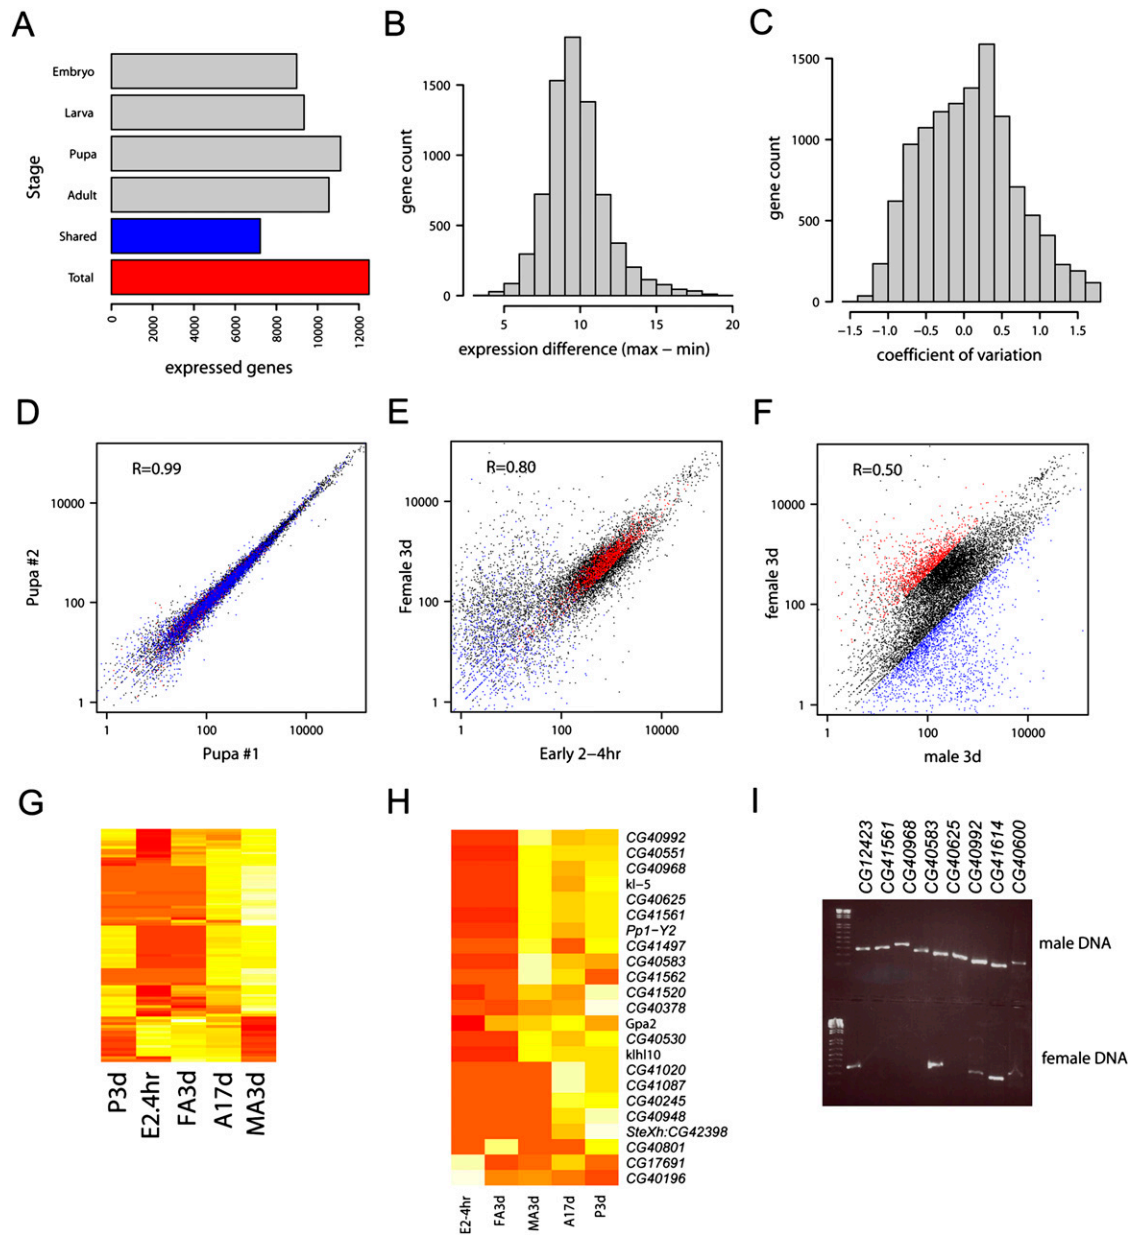 A
Stage
Embryo
Larva
Pupa
Adult
Shared
Total
0
2000
4000
6000
8000
10000
12000
expressed genes
B
gene count
1500
1000
500
0
5
10
15
20
expression difference (max − min)
C
gene count
1500
1000
500
0
−1.5
−1.0
−0.5
0.0
0.5
1.0
1.5
coefficient of variation
D
R=0.99
Pupa #2
10000
100
1
1
100
10000
Pupa #1
E
R=0.80
Female 3d
10000
100
1
1
100
10000
Early 2−4hr
F
R=0.50
female 3d
10000
100
1
1
100
10000
male 3d
G
P3d
E2.4hr
FA3d
A17d
MA3d
H
CG40992
CG40551
CG40968
kl−5
CG40625
CG41561
Pp1−Y2
CG41497
CG40583
CG41562
CG41520
CG40378
Gpa2
CG40530
klhl10
CG41020
CG41087
CG40245
CG40948
SteXh:CG42398
CG40801
CG17691
CG40196
E2-4hr
FA3d
MA3d
A17d
P3d
I
CG12423
CG41561
CG40968
CG40583
CG40625
CG40992
CG41614
CG40600
male DNA
female DNA